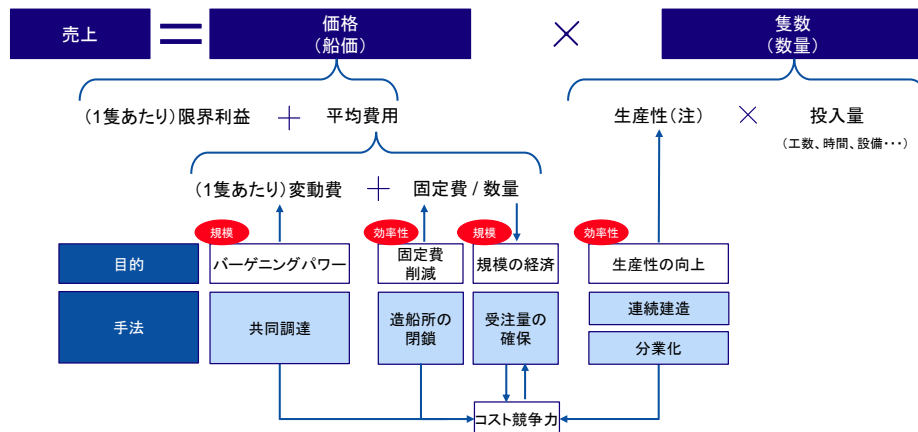 売上
価格
(船価)
×
隻数
(数量)
(1隻あたり)限界利益
+
平均費用
生産性(注)
×
投入量
(工数、時間、設備・・・)
(1隻あたり)変動費
+
固定費 / 数量
規模
効率性
規模
効率性
目的
バーゲニングパワー
固定費
削減
規模の経済
生産性の向上
手法
共同調達
造船所の
閉鎖
受注量の
確保
連続建造
分業化
コスト競争力